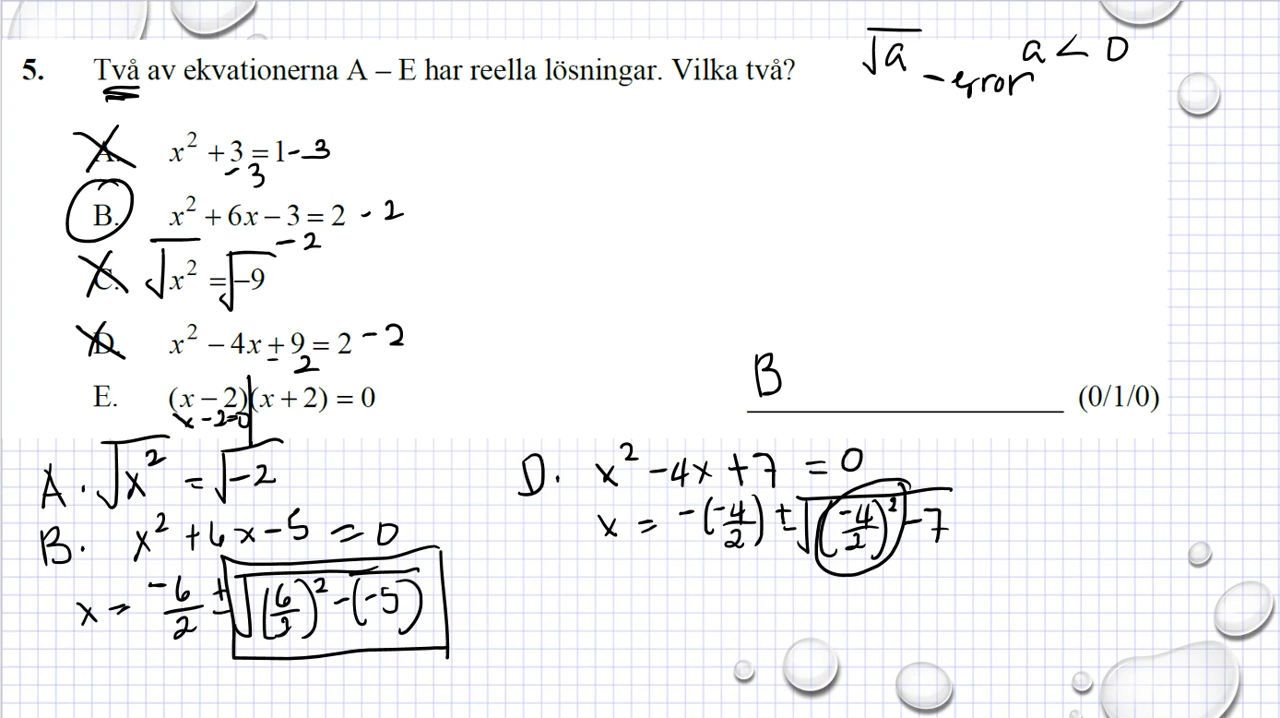 √a - error a < 0
5. Två av ekvationerna A – E har reella lösningar. Vilka två?
A. x² + 3 = 1 - 3
- 3
B. x² + 6x − 3 = 2 - 2
- 2
C. √x² = √−9
D. x² − 4x + 9 = 2 - 2
- 2
E. (x − 2)(x + 2) = 0
x - 2 = 0
B (0/1/0)
A. √x² = √-2
B. x² + 6x - 5 = 0
x = -6/2 ± √(6/2)² - (-5)
D. x² - 4x + 7 = 0
x = -(-4/2) ± √(-4/2)² - 7